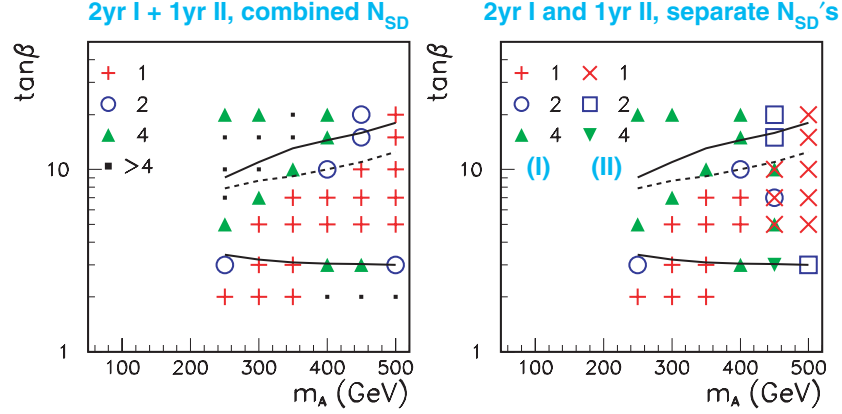 2yr I + 1yr II, combined N_SD
tanβ
1
2
4
>4
10
1
100 200 300 400 500
m_A (GeV)
2yr I and 1yr II, separate N_SD's
tanβ
1 1
2 2
4 4
(I) (II)
10
1
100 200 300 400 500
m_A (GeV)